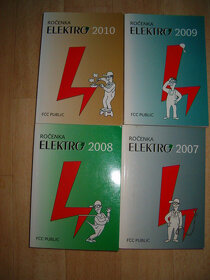 ROČENKA
ELEKTRO 2010
FCC PUBLIC
ROČENKA
ELEKTRO 2009
FCC PUBLIC
ROČENKA
ELEKTRO 2008
FCC PUBLIC
ROČENKA
ELEKTRO 2007
FCC PUBLIC